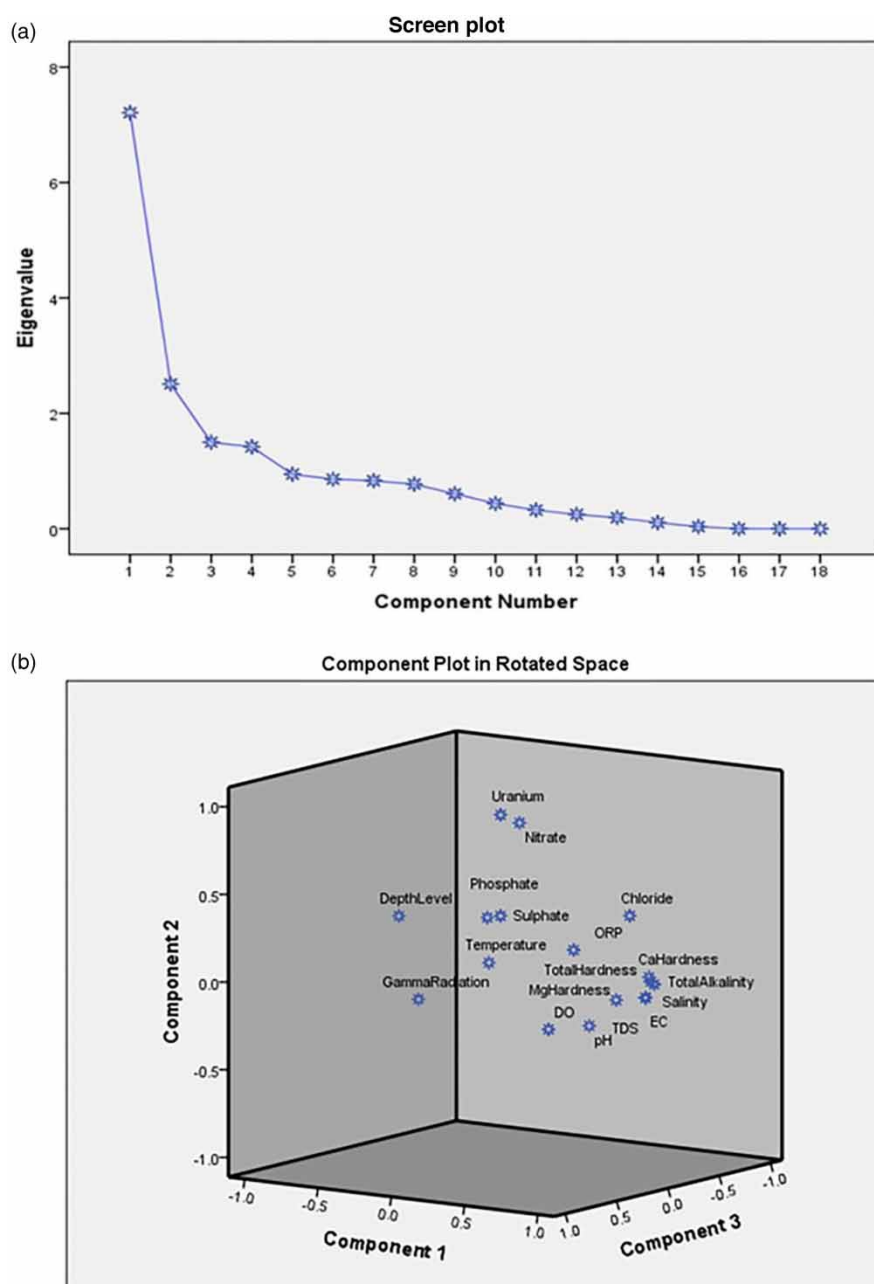 (a)
Screen plot
8
6
4
2
0
Eigenvalue
1 2 3 4 5 6 7 8 9 10 11 12 13 14 15 16 17 18
Component Number
(b)
Component Plot in Rotated Space
Uranium
Nitrate
Phosphate
DepthLevel
Sulphate
Chloride
ORP
Temperature
CaHardness
TotalHardness
TotalAlkalinity
GammaRadiation
MgHardness
Salinity
DO
TDS
EC
pH
1.0
0.5
0.0
-0.5
-1.0
Component 2
-1.0 -0.5 0.0 0.5 1.0
Component 1
1.0 0.5 0.0 -0.5 -1.0
Component 3